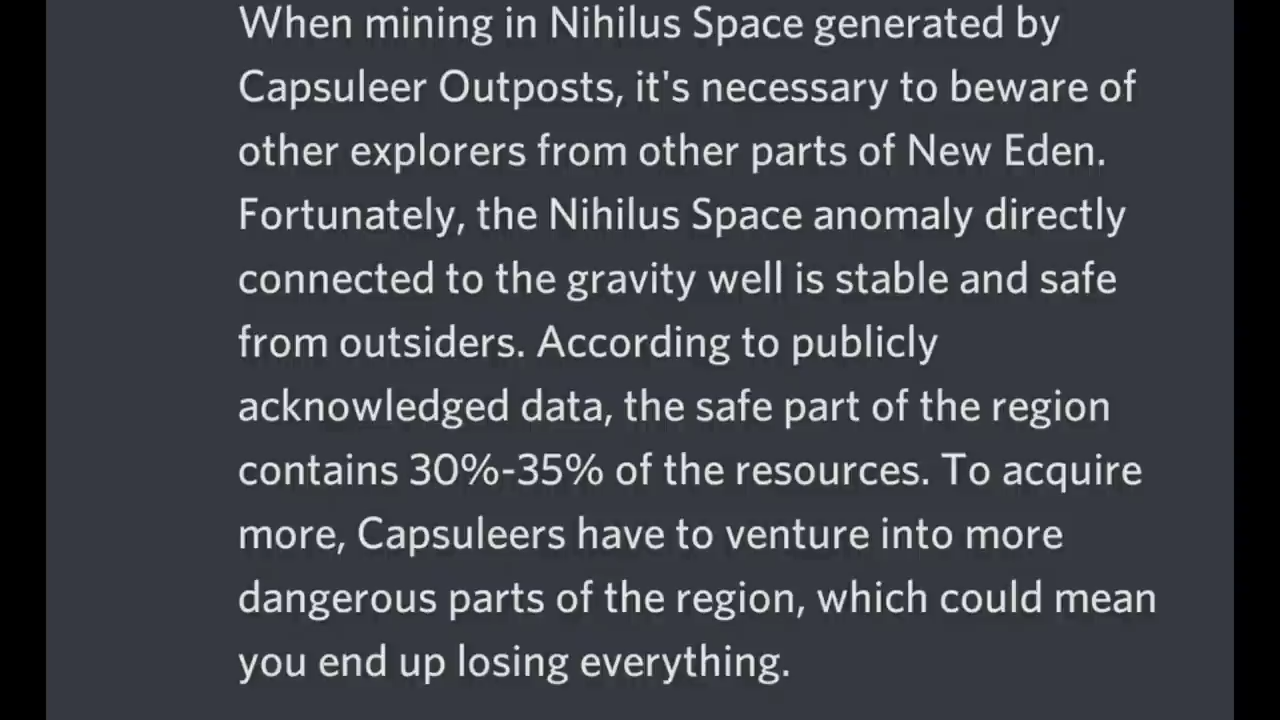 When mining in Nihilus Space generated by
Capsuleer Outposts, it's necessary to beware of
other explorers from other parts of New Eden.
Fortunately, the Nihilus Space anomaly directly
connected to the gravity well is stable and safe
from outsiders. According to publicly
acknowledged data, the safe part of the region
contains 30%-35% of the resources. To acquire
more, Capsuleers have to venture into more
dangerous parts of the region, which could mean
you end up losing everything.